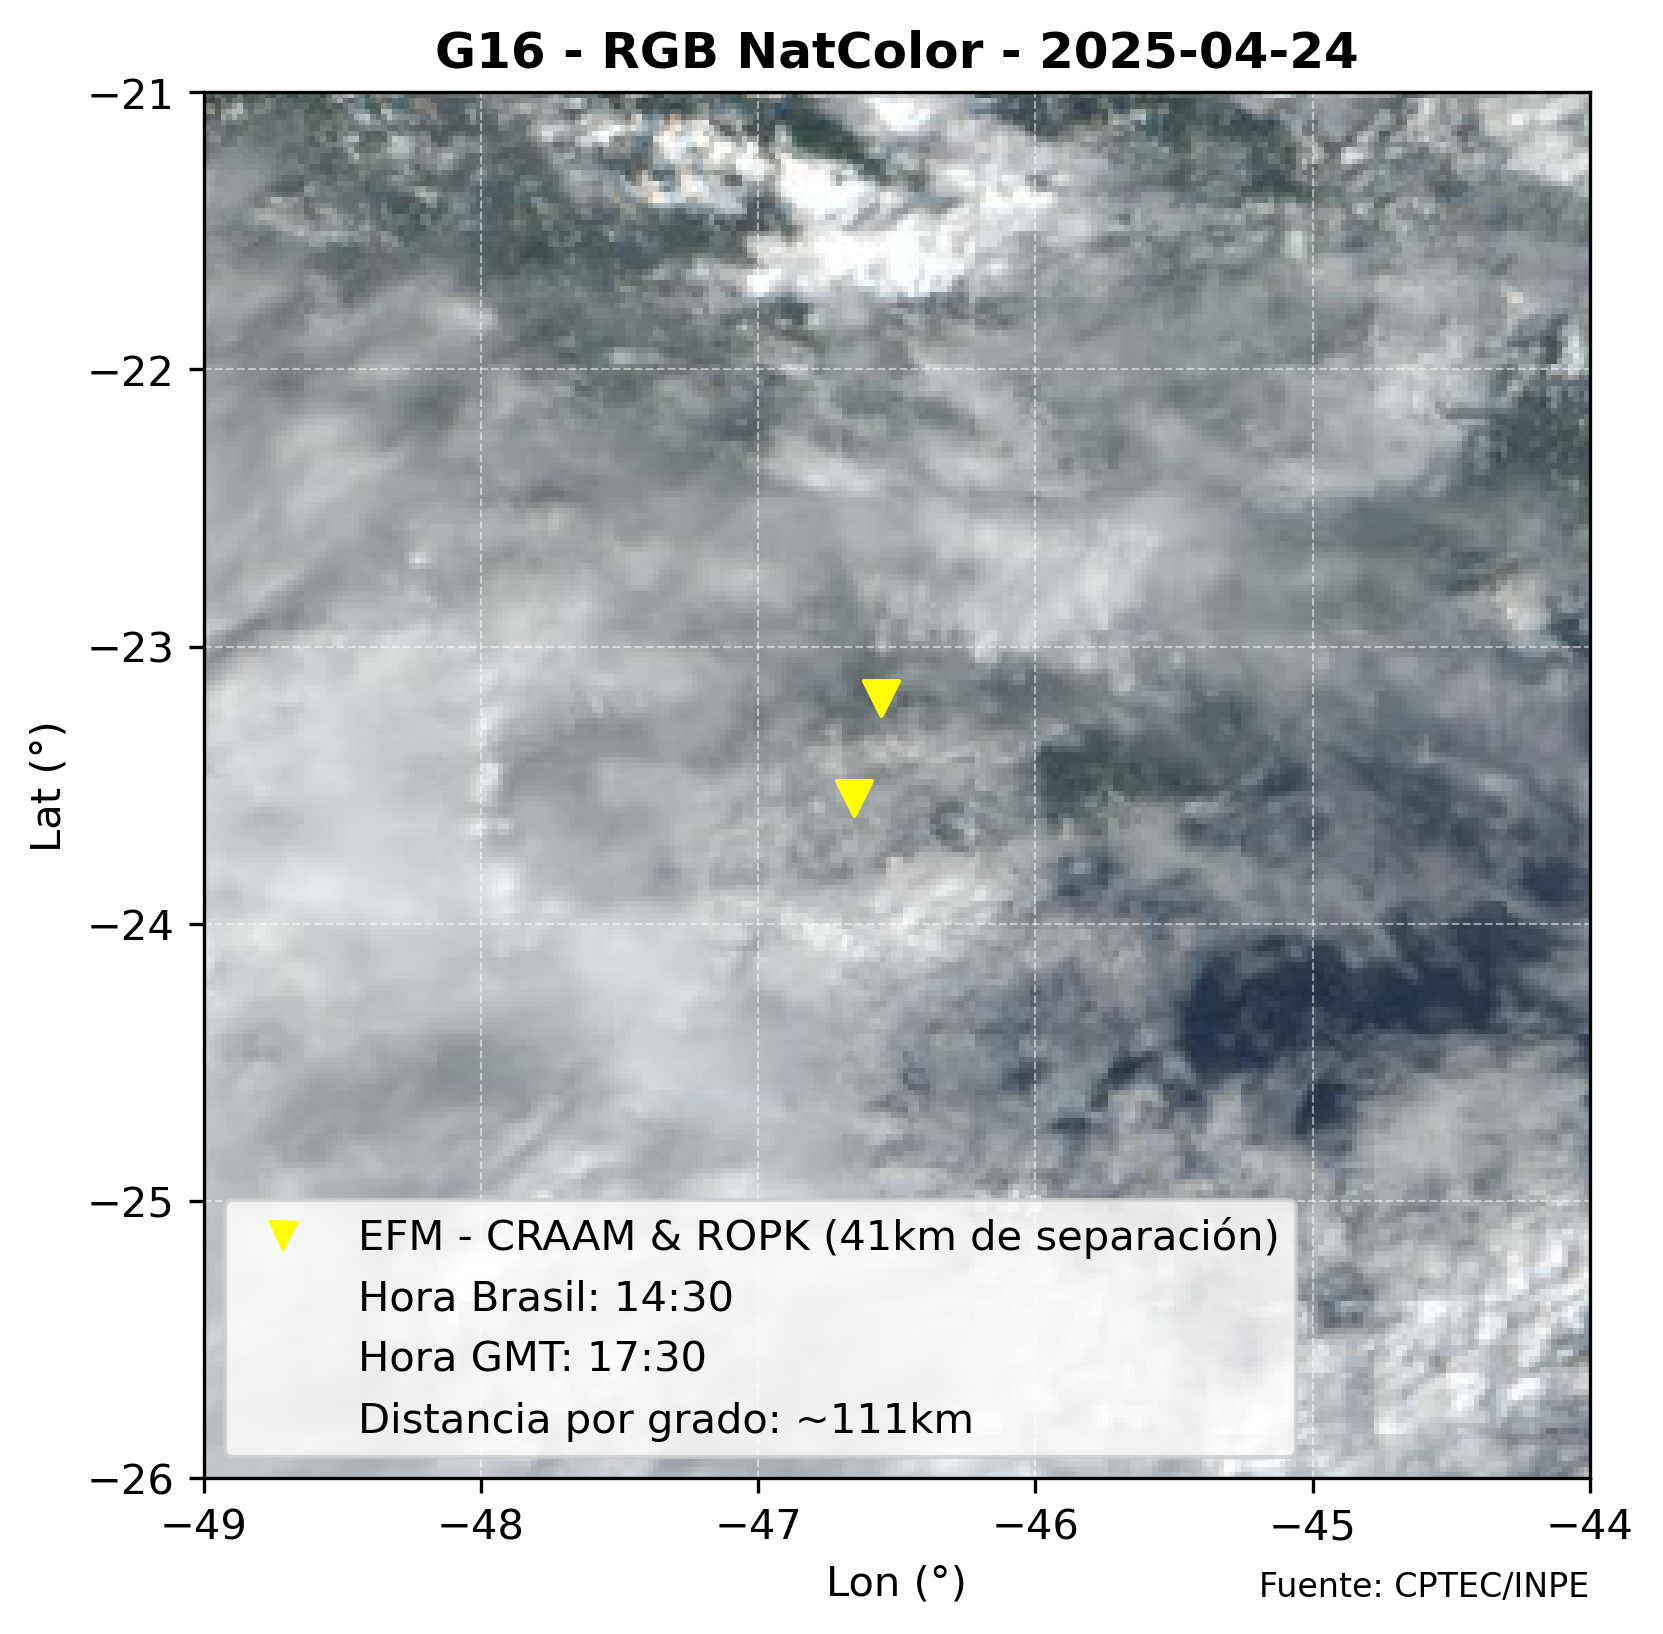 G16 - RGB NatColor - 2025-04-24
−21
−22
−23
−24
−25
−26
Lat (°)
EFM - CRAAM & ROPK (41km de separación)
Hora Brasil: 14:30
Hora GMT: 17:30
Distancia por grado: ~111km
−49 −48 −47 −46 −45 −44
Lon (°)
Fuente: CPTEC/INPE